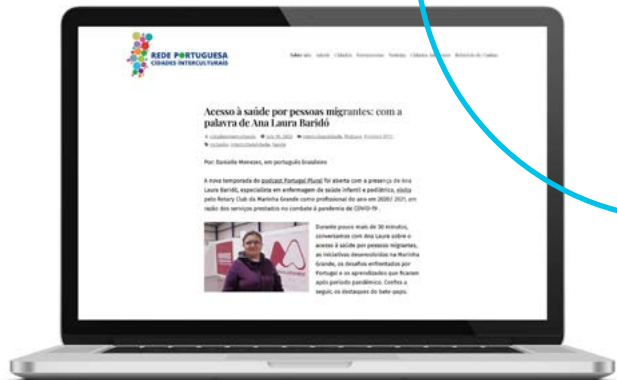 REDE PORTUGUESA
CIDADES INTERCULTURAIS
Acesso à saúde por pessoas migrantes: com a
palavra de Ana Laura Baridó
Por: Danielle Menezes, em português brasileiro
A nova temporada do podcast Portugal Plural foi aberta com a presença de Ana
Laura Baridó, especialista em enfermagem de saúde infantil e pediátrica, eleita
pelo Rotary Club da Marinha Grande como profissional do ano em 2020/ 2021, em
razão dos serviços prestados no combate à pandemia de COVID-19.
Durante pouco mais de 30 minutos,
conversamos com Ana Laura sobre o
acesso à saúde por pessoas migrantes,
as iniciativas desenvolvidas na Marinha
Grande, os desafios enfrentados por
Portugal e os aprendizados que ficaram
após período pandêmico. Confira a
seguir, os destaques do bate-papo.